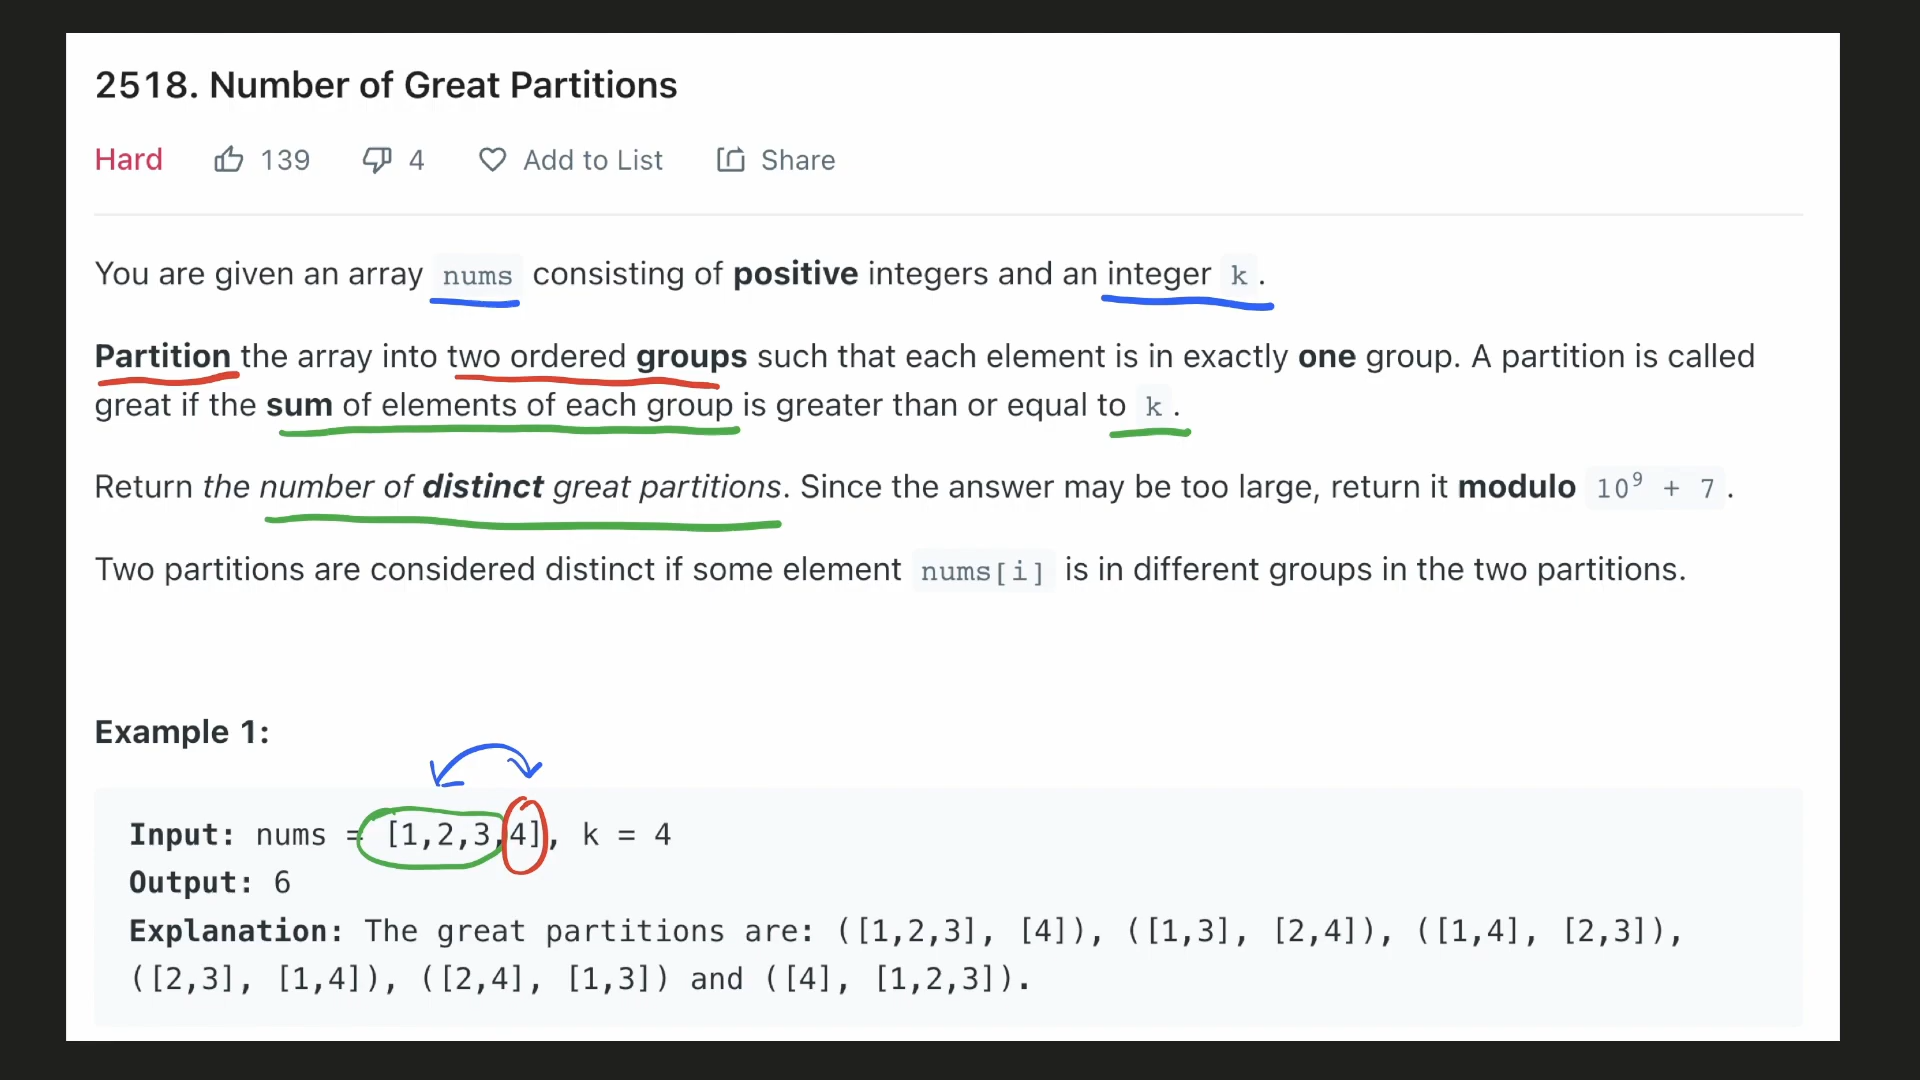 2518. Number of Great Partitions
Hard 139 4 Add to List Share
You are given an array nums consisting of positive integers and an integer k .
Partition the array into two ordered groups such that each element is in exactly one group. A partition is called
great if the sum of elements of each group is greater than or equal to k .
Return the number of distinct great partitions. Since the answer may be too large, return it modulo 10⁹ + 7 .
Two partitions are considered distinct if some element nums[i] is in different groups in the two partitions.
Example 1:
Input: nums = [1,2,3,4], k = 4
Output: 6
Explanation: The great partitions are: ([1,2,3], [4]), ([1,3], [2,4]), ([1,4], [2,3]),
([2,3], [1,4]), ([2,4], [1,3]) and ([4], [1,2,3]).